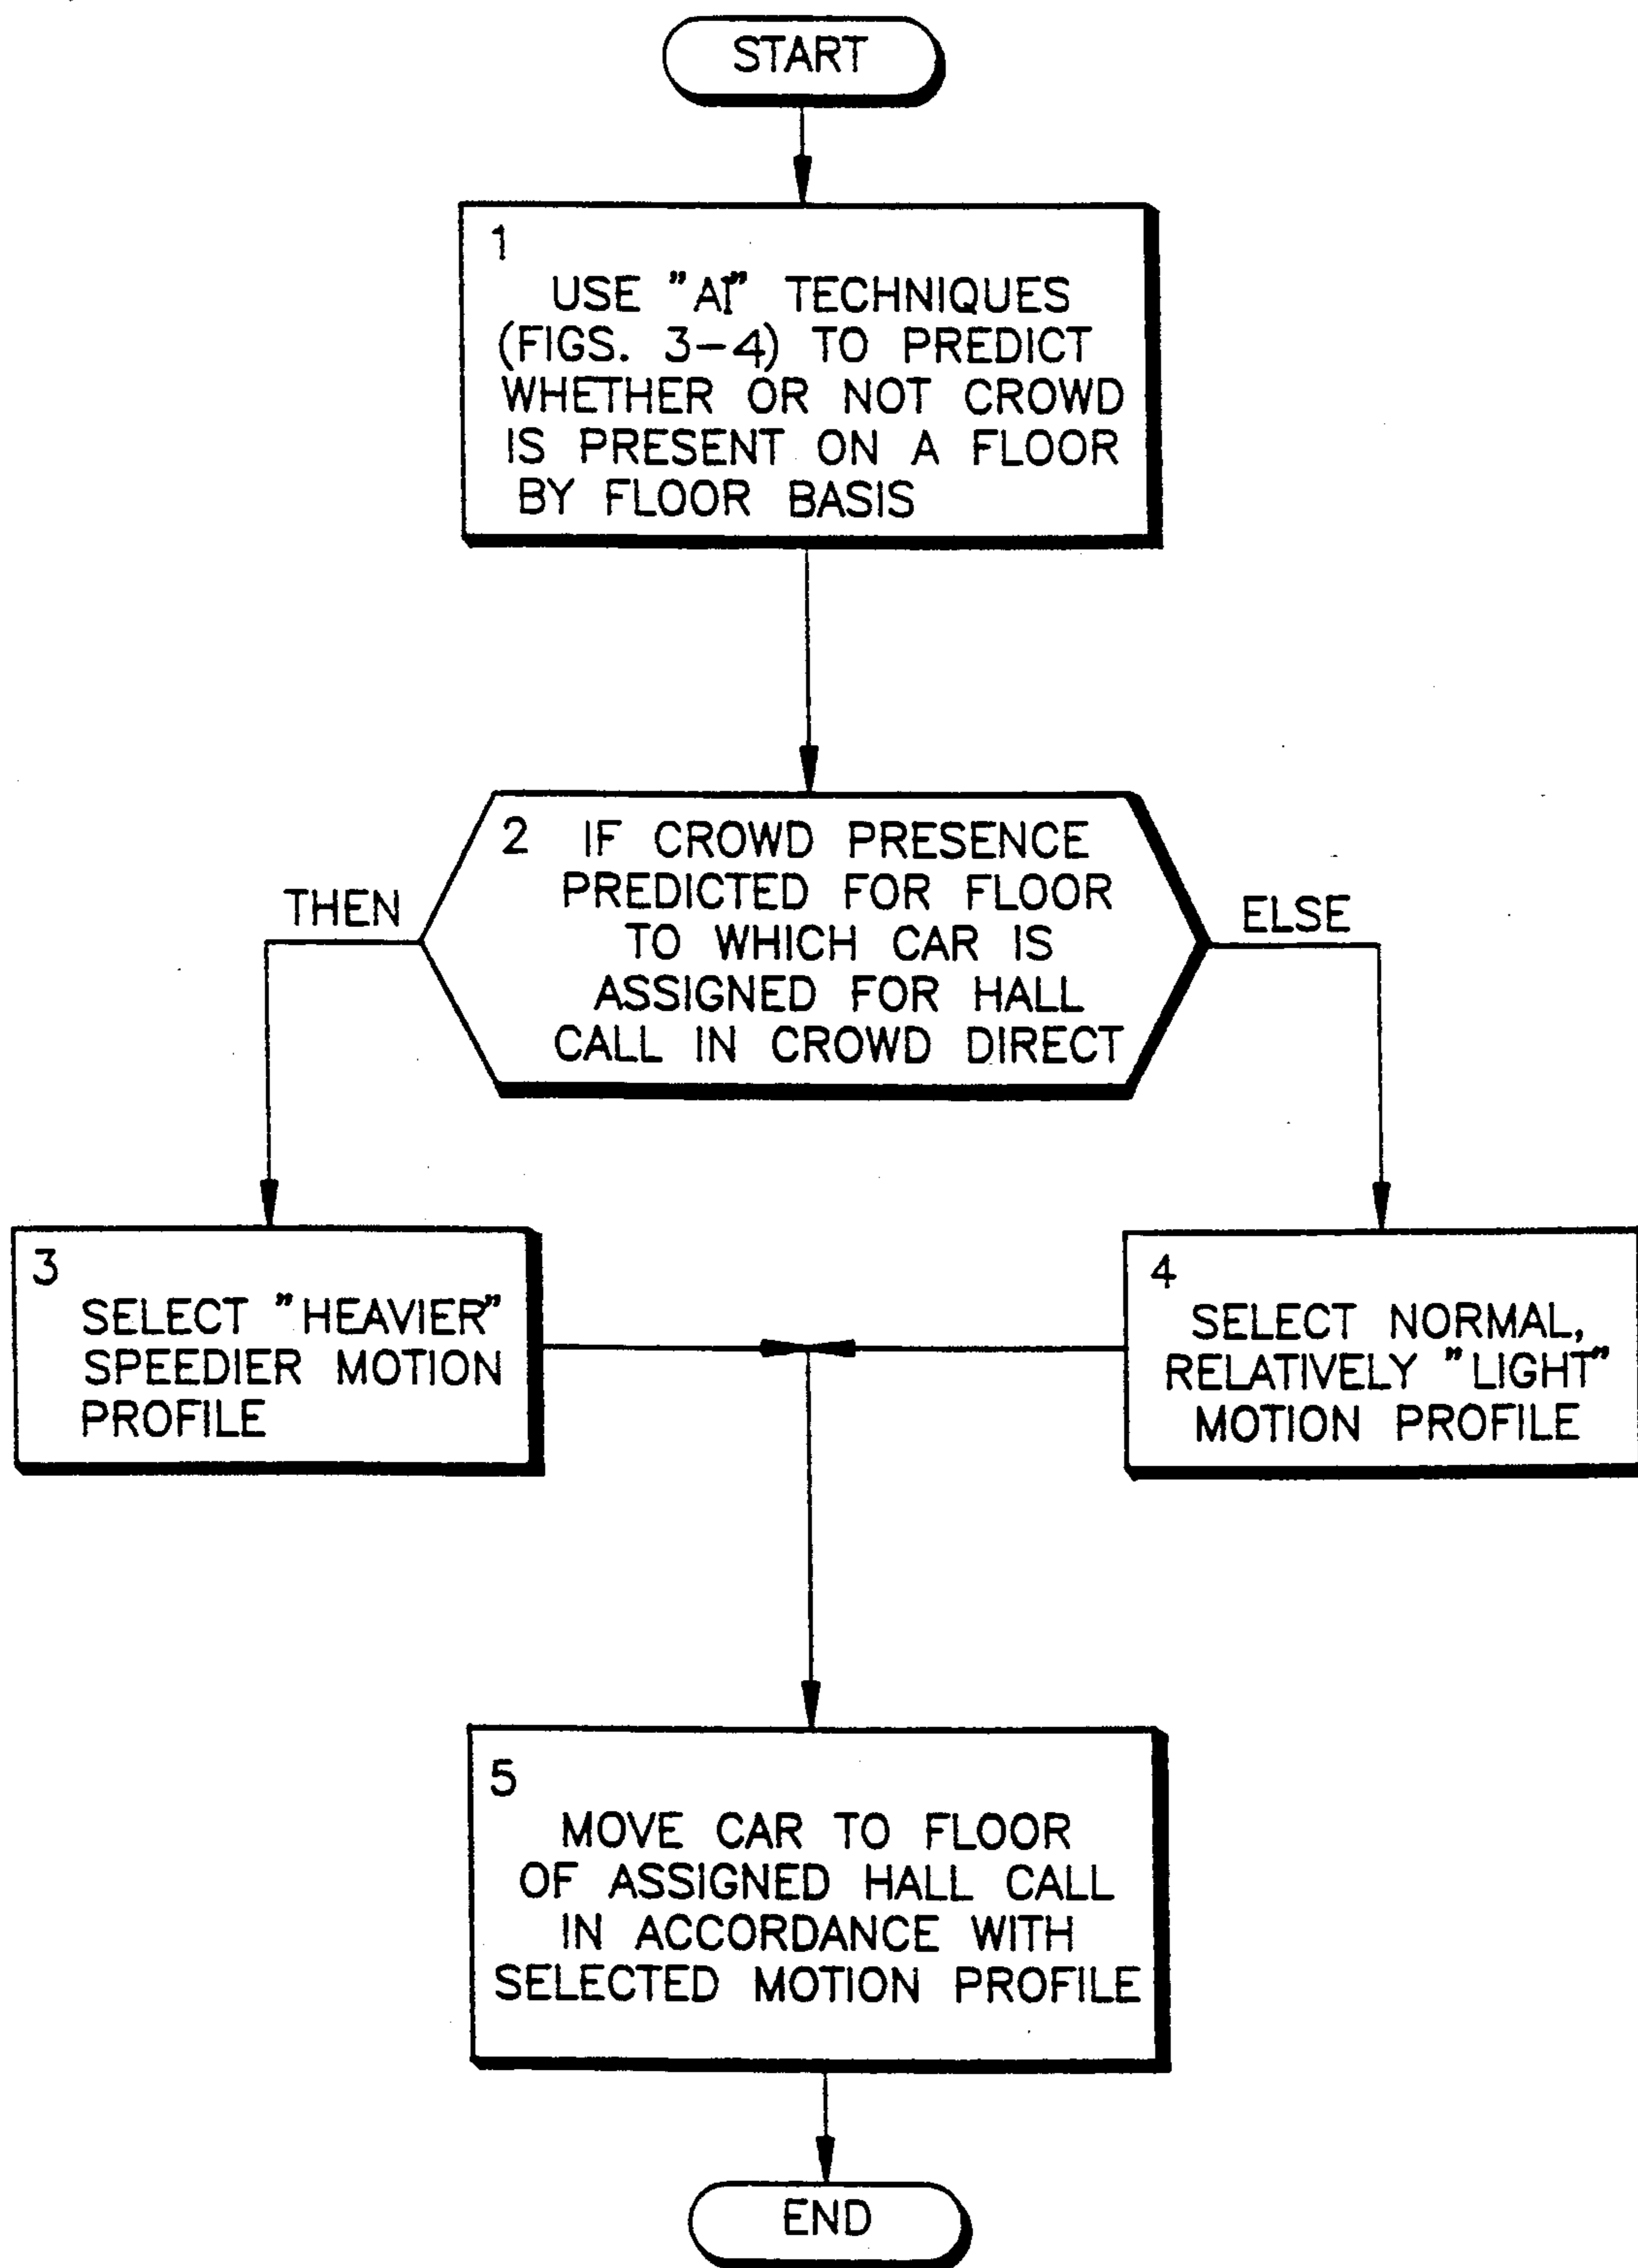 START
1
USE "AI" TECHNIQUES
(FIGS. 3-4) TO PREDICT
WHETHER OR NOT CROWD
IS PRESENT ON A FLOOR
BY FLOOR BASIS
2 IF CROWD PRESENCE
PREDICTED FOR FLOOR
TO WHICH CAR IS
ASSIGNED FOR HALL
CALL IN CROWD DIRECT
THEN
ELSE
3
SELECT "HEAVIER"
SPEEDIER MOTION
PROFILE
4
SELECT NORMAL,
RELATIVELY "LIGHT"
MOTION PROFILE
5
MOVE CAR TO FLOOR
OF ASSIGNED HALL CALL
IN ACCORDANCE WITH
SELECTED MOTION PROFILE
END